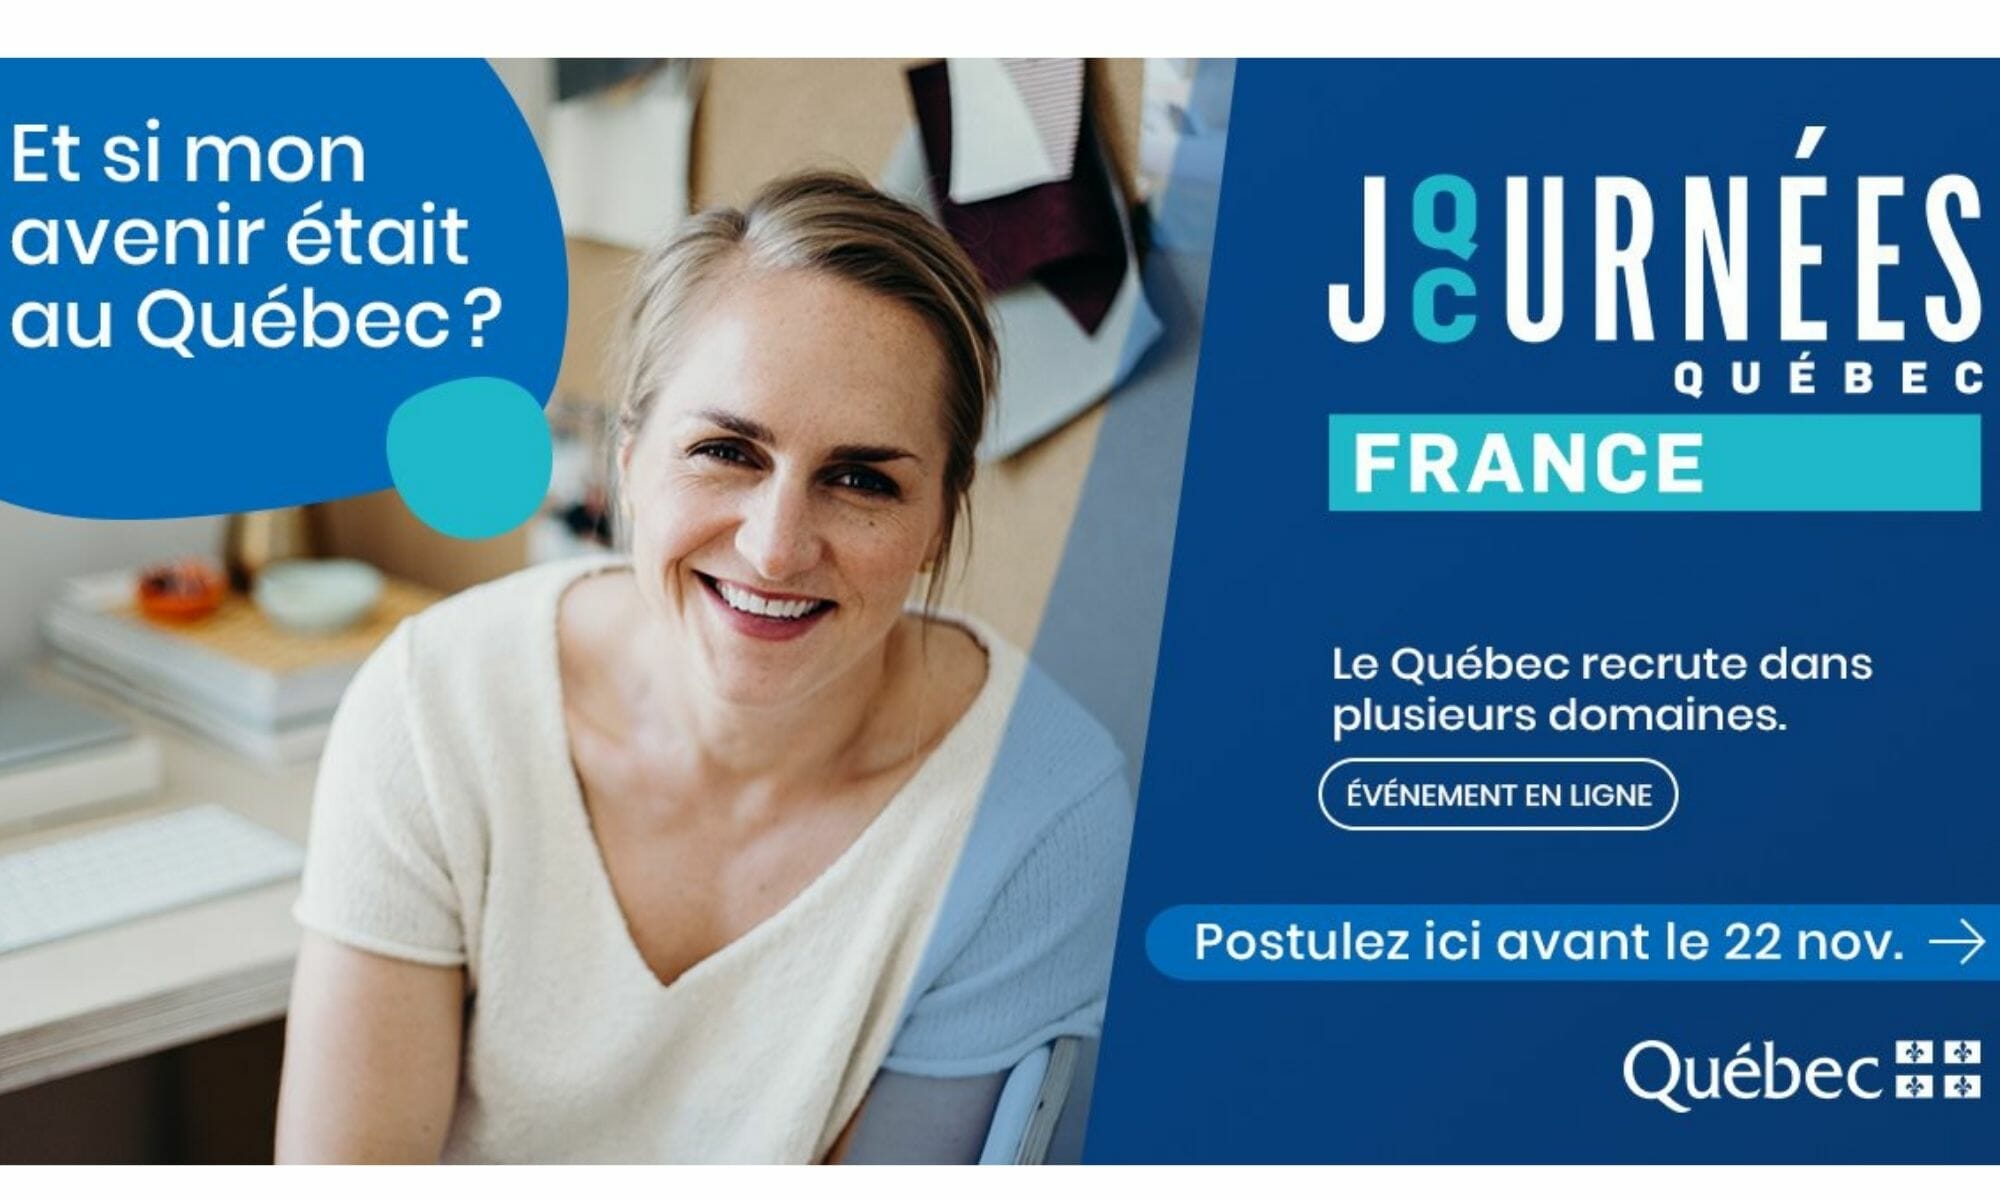 Et si mon
avenir était
au Québec ?
JOURNÉES
QC
QUÉBEC
FRANCE
Le Québec recrute dans
plusieurs domaines.
ÉVÉNEMENT EN LIGNE
Postulez ici avant le 22 nov. →
Québec